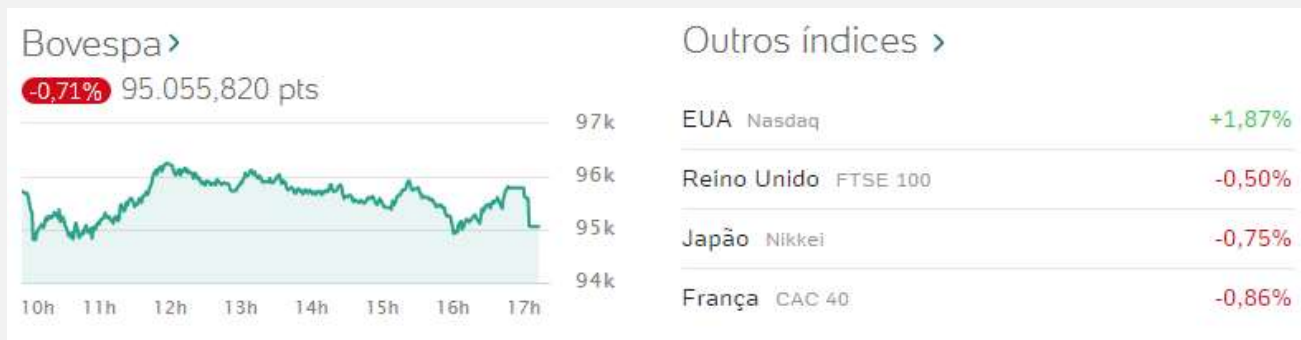 Bovespa >
-0,71% 95.055,820 pts
97k
96k
95k
94k
10h 11h 12h 13h 14h 15h 16h 17h
Outros índices >
EUA Nasdaq +1,87%
Reino Unido FTSE 100 -0,50%
Japão Nikkei -0,75%
França CAC 40 -0,86%